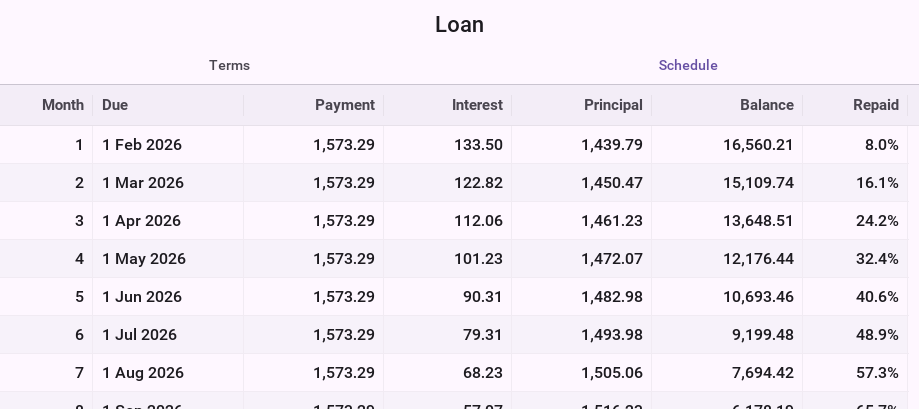 Loan
Terms Schedule
Month Due Payment Interest Principal Balance Repaid
1 1 Feb 2026 1,573.29 133.50 1,439.79 16,560.21 8.0%
2 1 Mar 2026 1,573.29 122.82 1,450.47 15,109.74 16.1%
3 1 Apr 2026 1,573.29 112.06 1,461.23 13,648.51 24.2%
4 1 May 2026 1,573.29 101.23 1,472.07 12,176.44 32.4%
5 1 Jun 2026 1,573.29 90.31 1,482.98 10,693.46 40.6%
6 1 Jul 2026 1,573.29 79.31 1,493.98 9,199.48 48.9%
7 1 Aug 2026 1,573.29 68.23 1,505.06 7,694.42 57.3%